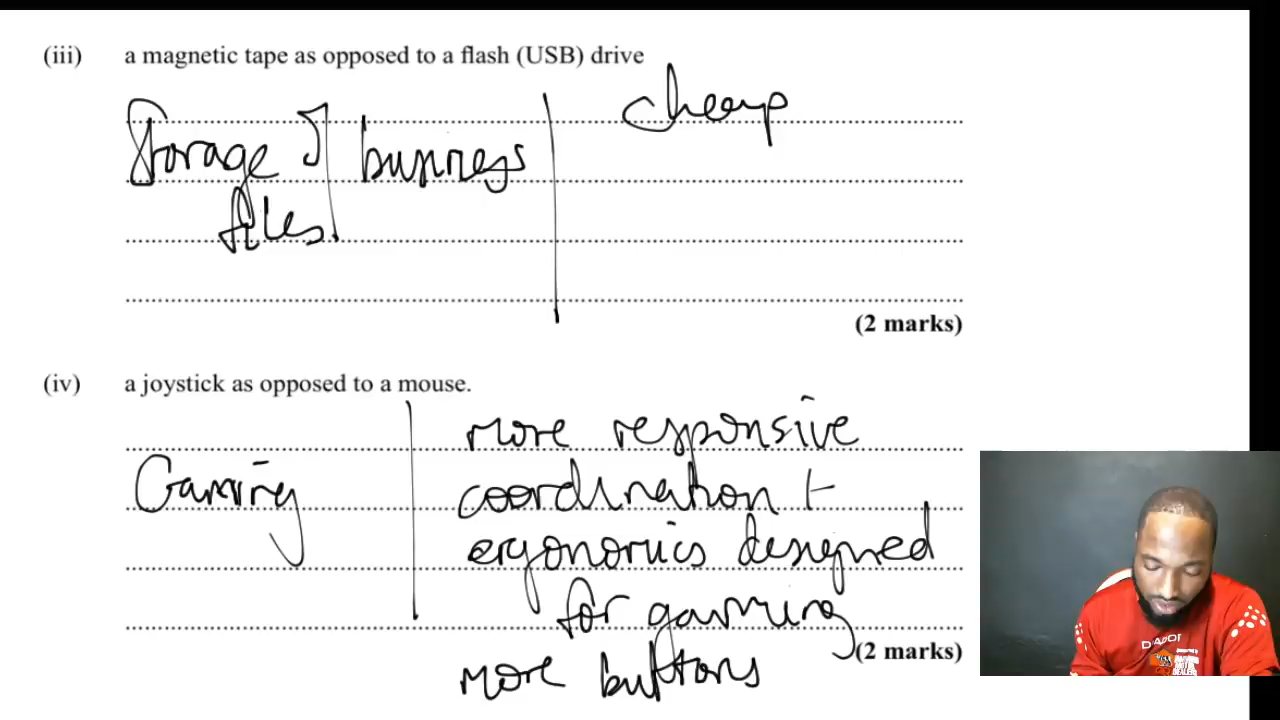 (iii) a magnetic tape as opposed to a flash (USB) drive
cheap
Storage of business
files
(2 marks)
(iv) a joystick as opposed to a mouse.
more responsive
Gaming
coordination +
ergonomics designed
for gaming
(2 marks)
more buttons
DIADORA